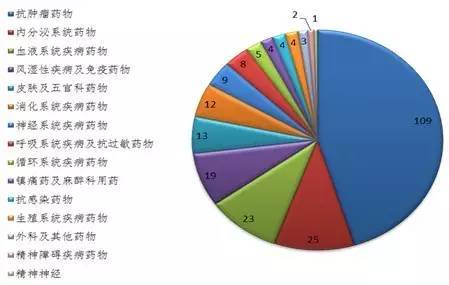 抗肿瘤药物
内分泌系统药物
血液系统疾病药物
风湿性疾病及免疫药物
皮肤及五官科药物
消化系统疾病药物
神经系统疾病药物
呼吸系统疾病及抗过敏药物
循环系统疾病药物
镇痛药及麻醉科用药
抗感染药物
生殖系统疾病药物
外科及其他药物
精神障碍疾病药物
精神神经
109
25
23
19
13
12
9
8
5
4
4
4
3
2
1